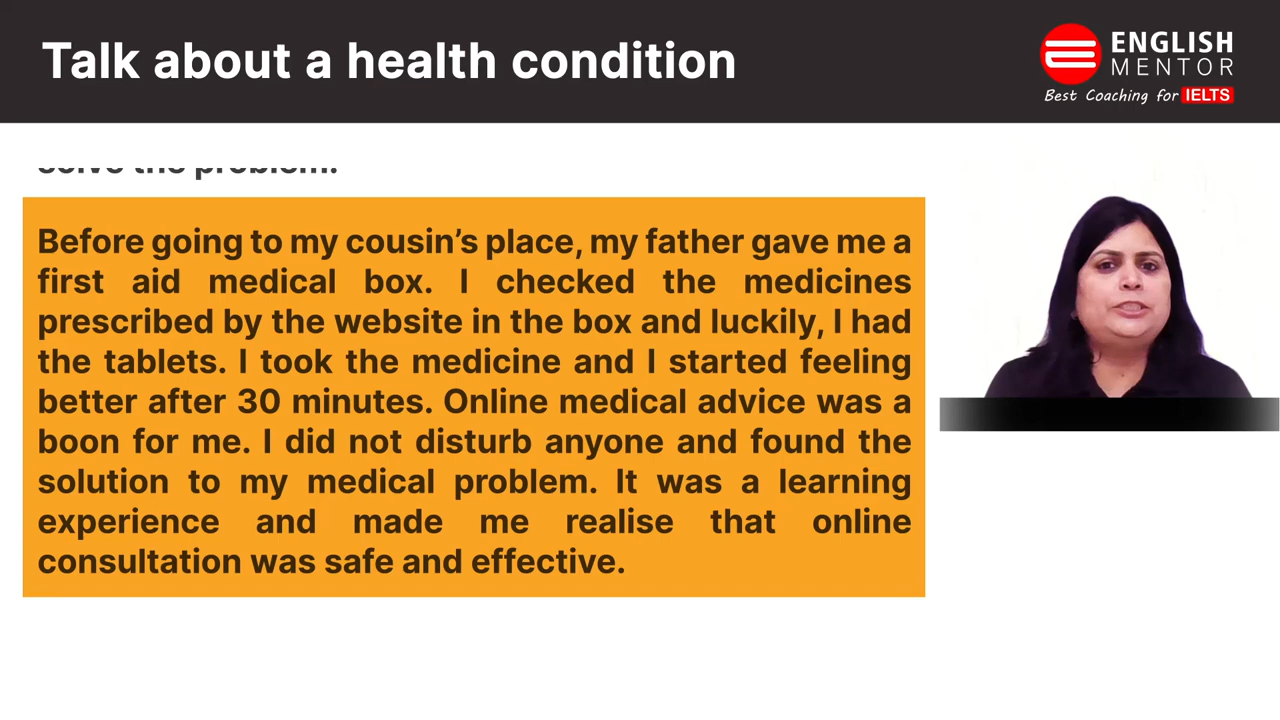 Talk about a health condition
ENGLISH
MENTOR
Best Coaching for IELTS
solve the problem.
Before going to my cousin's place, my father gave me a
first aid medical box. I checked the medicines
prescribed by the website in the box and luckily, I had
the tablets. I took the medicine and I started feeling
better after 30 minutes. Online medical advice was a
boon for me. I did not disturb anyone and found the
solution to my medical problem. It was a learning
experience and made me realise that online
consultation was safe and effective.